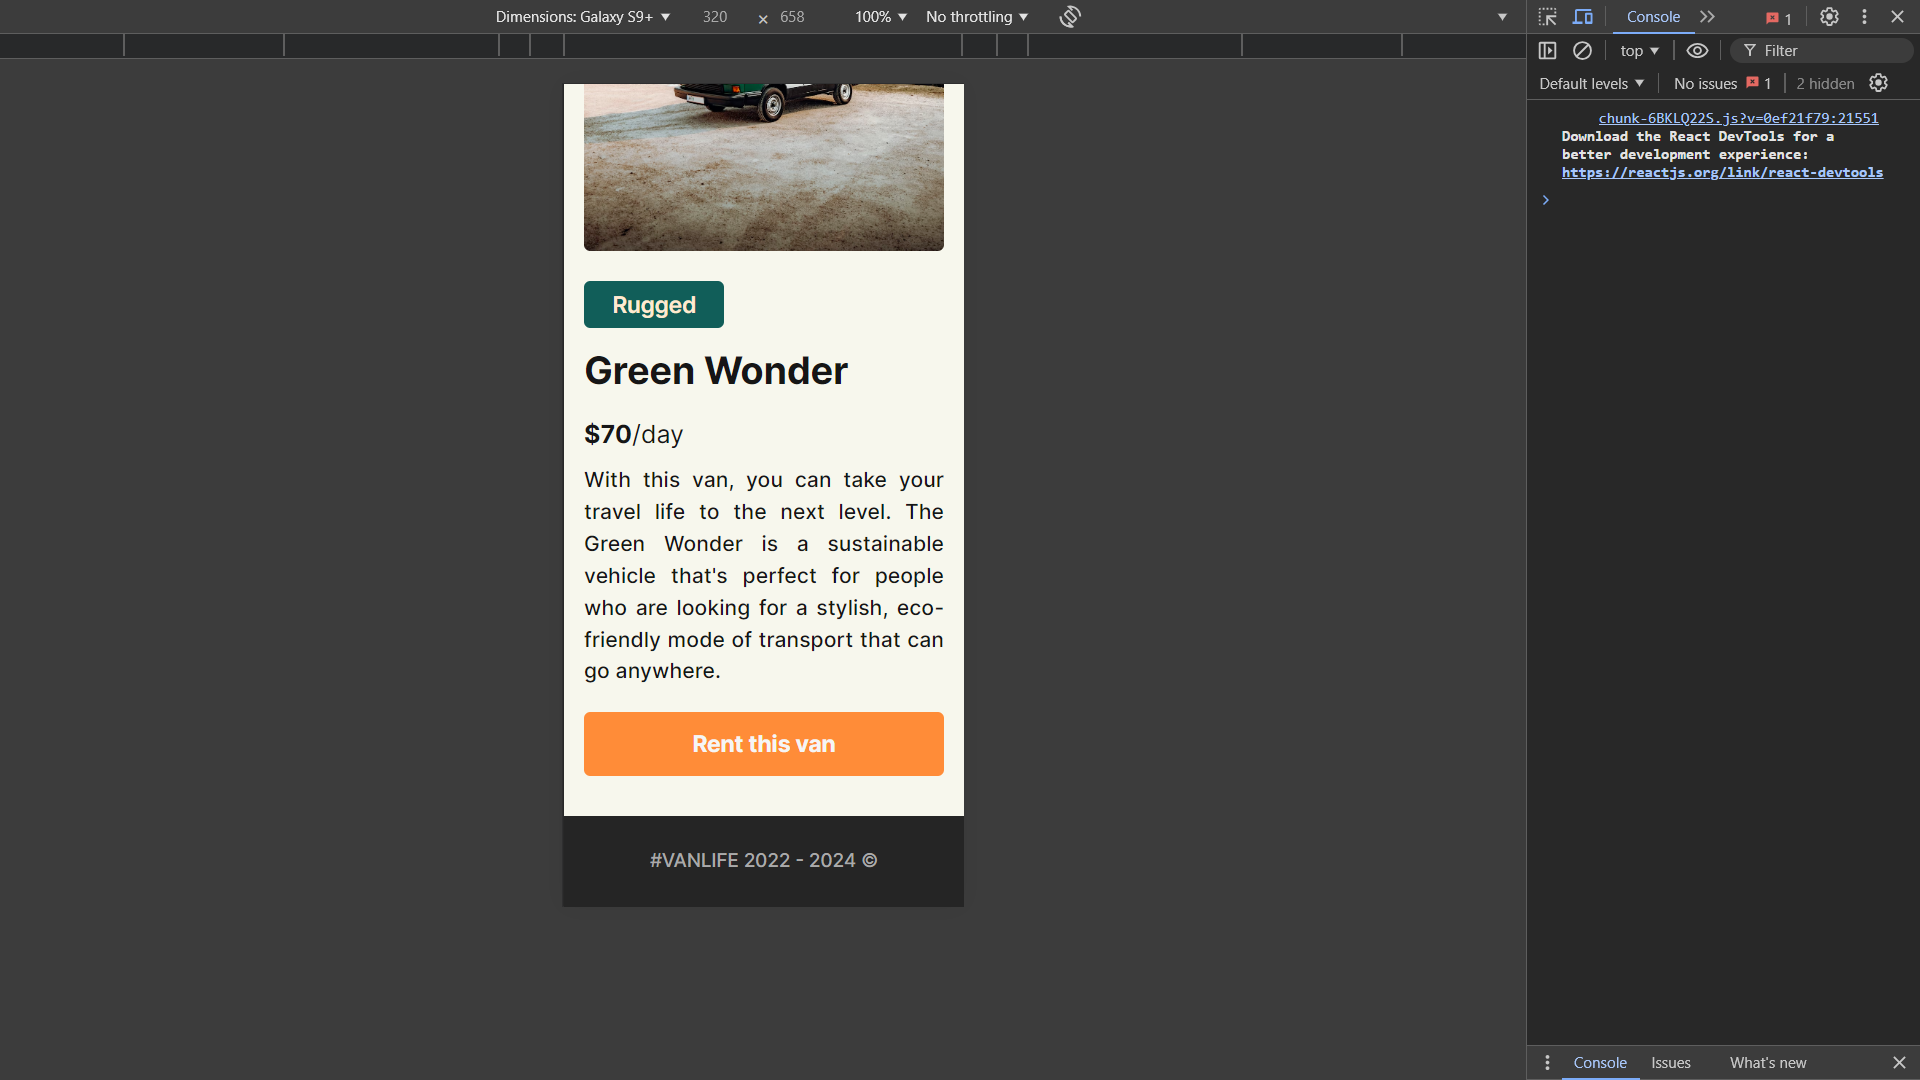 Dimensions: Galaxy S9+ 320 × 658 100% No throttling
Console 1
top Filter
Default levels No issues 1 2 hidden
chunk-6BKLQ22S.js?v=0ef21f79:21551
Download the React DevTools for a
better development experience:
https://reactjs.org/link/react-devtools
Rugged
Green Wonder
$70/day
With this van, you can take your
travel life to the next level. The
Green Wonder is a sustainable
vehicle that's perfect for people
who are looking for a stylish, eco-
friendly mode of transport that can
go anywhere.
Rent this van
#VANLIFE 2022 - 2024 ©
Console Issues What's new